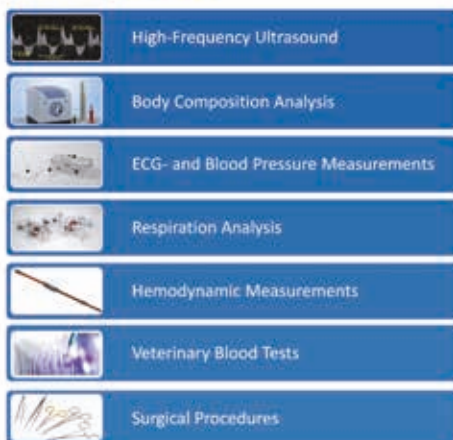 High-Frequency Ultrasound
Body Composition Analysis
ECG- and Blood Pressure Measurements
Respiration Analysis
Hemodynamic Measurements
Veterinary Blood Tests
Surgical Procedures